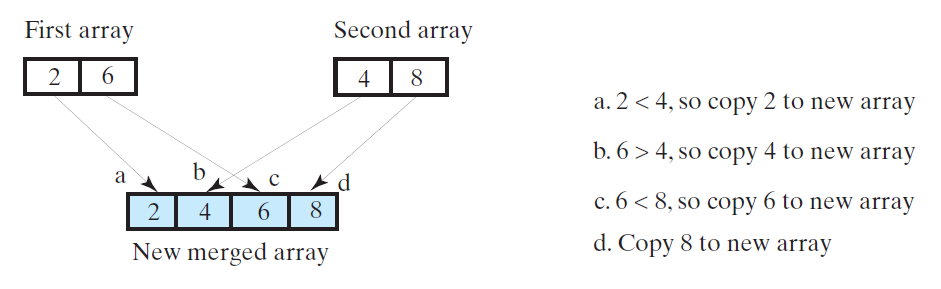 First array
Second array
2 6
4 8
a. 2 < 4, so copy 2 to new array
b. 6 > 4, so copy 4 to new array
a b c d
2 4 6 8
c. 6 < 8, so copy 6 to new array
New merged array
d. Copy 8 to new array